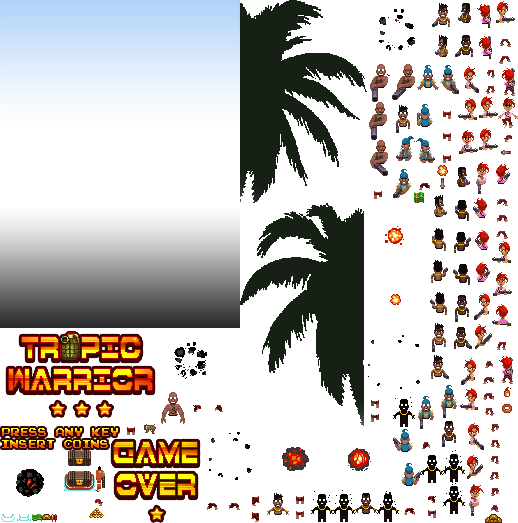 TROPIC
WARRIOR
PRESS ANY KEY
INSERT COINS
GAME
OVER